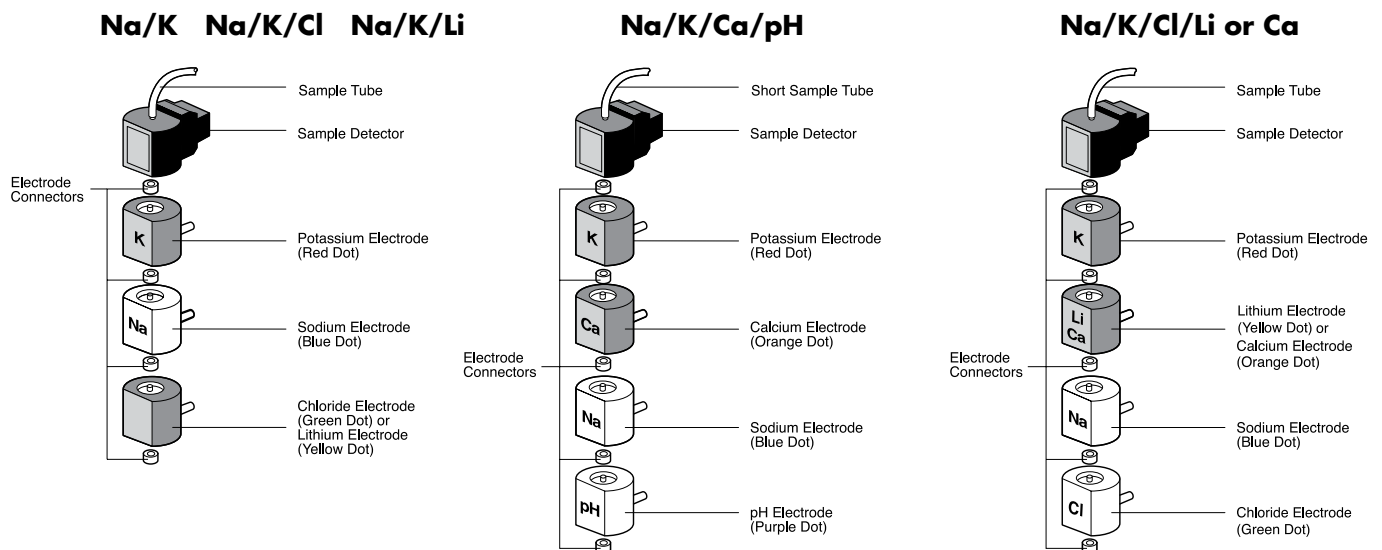 Na/K Na/K/Cl Na/K/Li
Sample Tube
Sample Detector
Electrode
Connectors
K
Potassium Electrode
(Red Dot)
Na
Sodium Electrode
(Blue Dot)
Chloride Electrode
(Green Dot) or
Lithium Electrode
(Yellow Dot)
Na/K/Ca/pH
Short Sample Tube
Sample Detector
K
Potassium Electrode
(Red Dot)
Ca
Calcium Electrode
(Orange Dot)
Electrode
Connectors
Na
Sodium Electrode
(Blue Dot)
pH
pH Electrode
(Purple Dot)
Na/K/Cl/Li or Ca
Sample Tube
Sample Detector
K
Potassium Electrode
(Red Dot)
Li
Ca
Lithium Electrode
(Yellow Dot) or
Calcium Electrode
(Orange Dot)
Electrode
Connectors
Na
Sodium Electrode
(Blue Dot)
Cl
Chloride Electrode
(Green Dot)